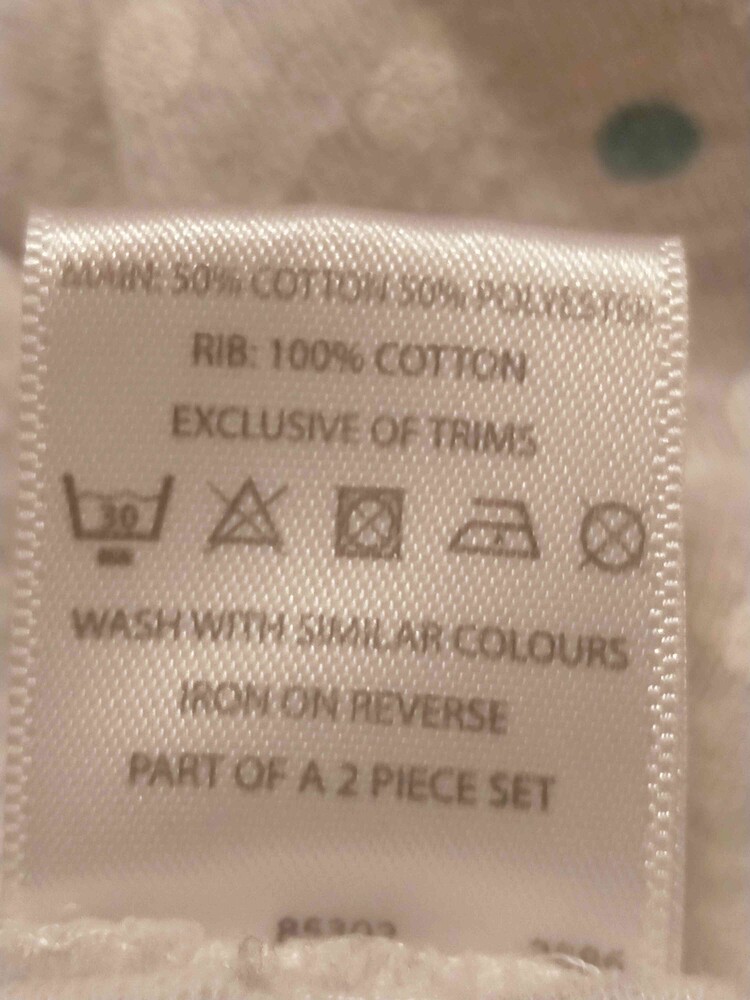 MAIN: 50% COTTON 50% POLYESTER
RIB: 100% COTTON
EXCLUSIVE OF TRIMS
30
WASH WITH SIMILAR COLOURS
IRON ON REVERSE
PART OF A 2 PIECE SET